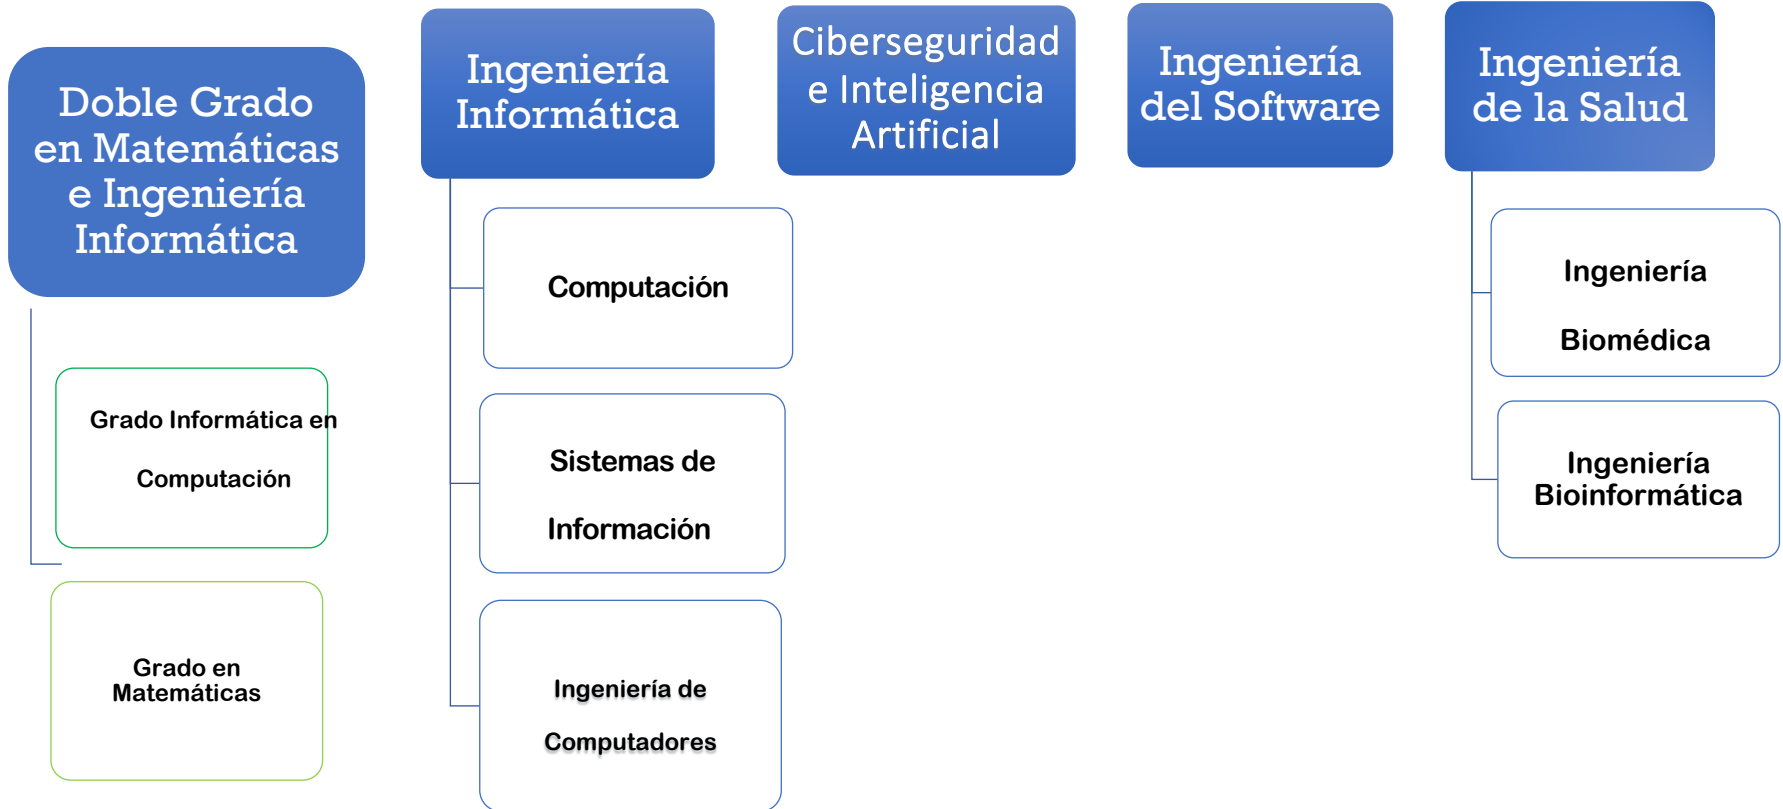 Doble Grado
en Matemáticas
e Ingeniería
Informática
Grado Informática en
Computación
Grado en
Matemáticas
Ingeniería
Informática
Computación
Sistemas de
Información
Ingeniería de
Computadores
Ciberseguridad
e Inteligencia
Artificial
Ingeniería
del Software
Ingeniería
de la Salud
Ingeniería
Biomédica
Ingeniería
Bioinformática